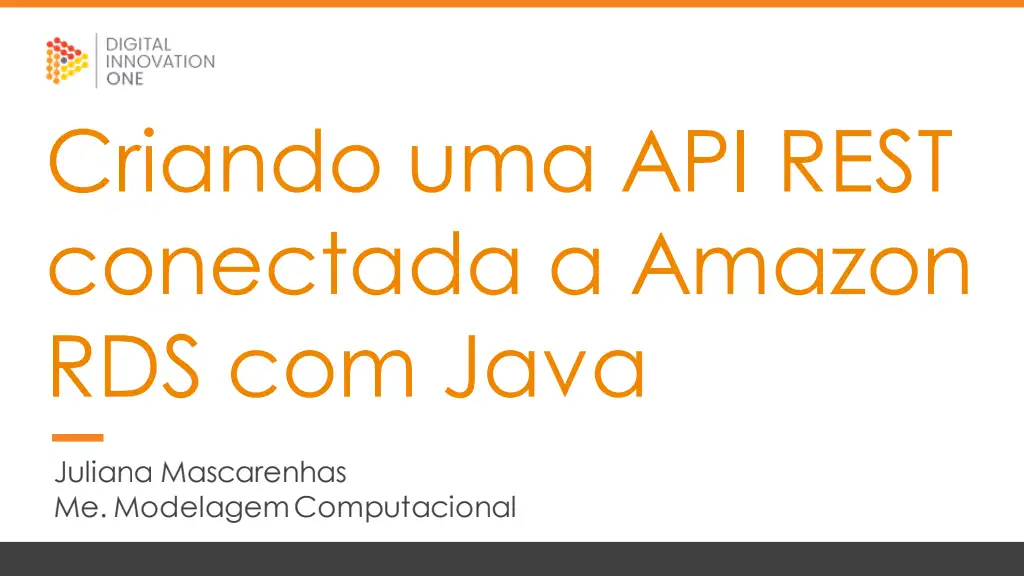 DIGITAL
INNOVATION
ONE
Criando uma API REST
conectada a Amazon
RDS com Java
Juliana Mascarenhas
Me. Modelagem Computacional